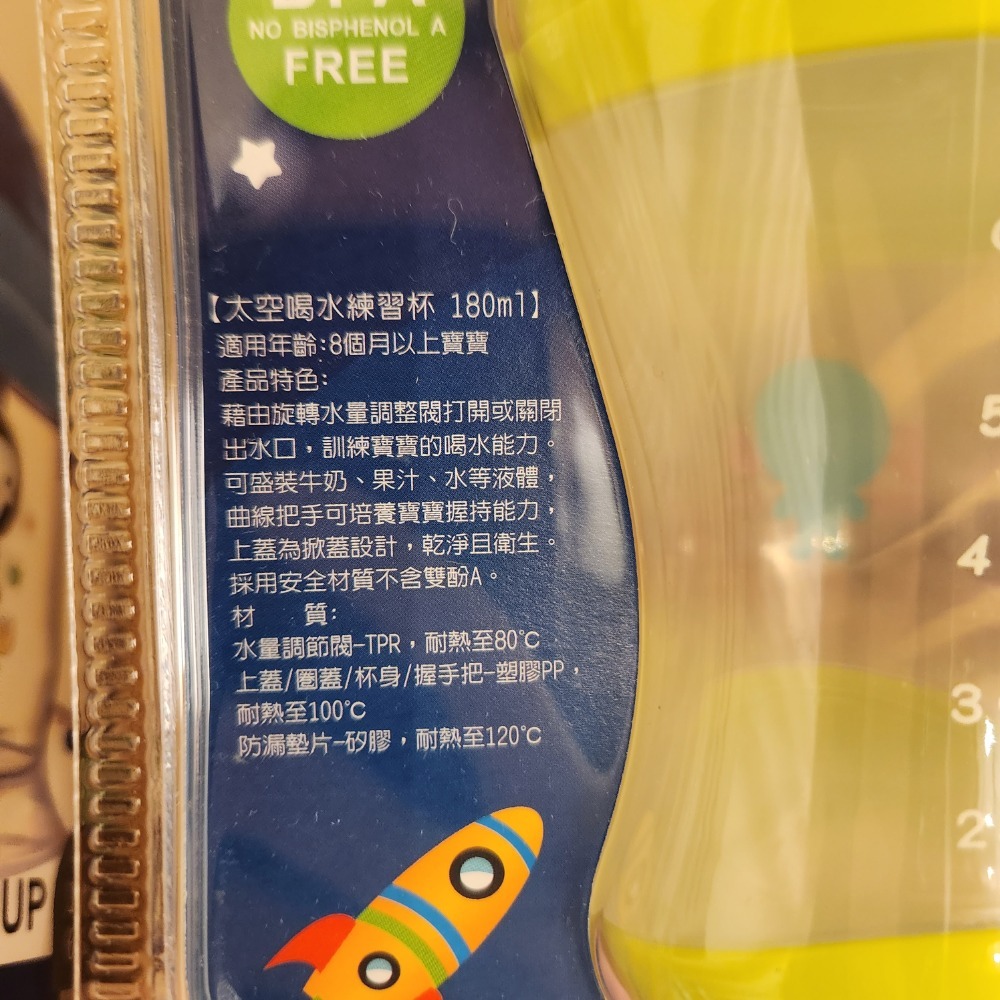 NO BISPHENOL A
FREE
【太空喝水練習杯 180ml】
適用年齡:8個月以上寶寶
產品特色:
藉由旋轉水量調整閥打開或關閉
出水口，訓練寶寶的喝水能力。
可盛裝牛奶、果汁、水等液體，
曲線把手可培養寶寶握持能力，
上蓋為掀蓋設計，乾淨且衛生。
採用安全材質不含雙酚A。
材　　質:
水量調節閥-TPR，耐熱至80℃
上蓋/圈蓋/杯身/握手把-塑膠PP，
耐熱至100℃
防漏墊片-矽膠，耐熱至120℃
5
4
3
2
UP